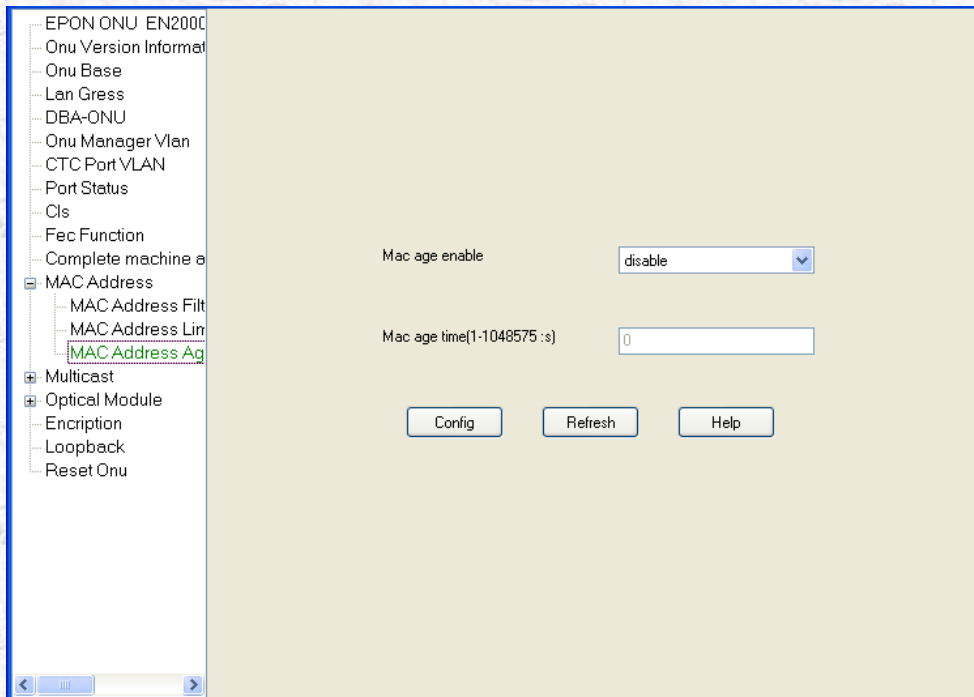 EPON ONU EN200
Onu Version Informat
Onu Base
Lan Gress
DBA-ONU
Onu Manager Vlan
CTC Port VLAN
Port Status
Cls
Fec Function
Complete machine a
MAC Address
MAC Address Filt
MAC Address Lim
MAC Address Ag
Multicast
Optical Module
Encription
Loopback
Reset Onu
Mac age enable
disable
Mac age time(1-1048575 :s)
0
Config Refresh Help